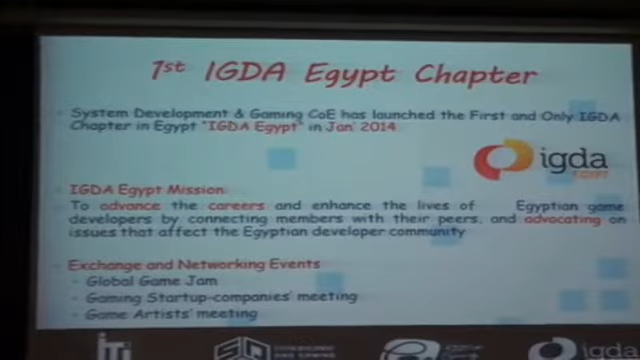 1st IGDA Egypt Chapter
System Development & Gaming CoE has launched the First and Only IGDA
Chapter in Egypt "IGDA Egypt" in Jan' 2014
igda
EGYPT
IGDA Egypt Mission:
To advance the careers and enhance the lives of Egyptian game
developers by connecting members with their peers, and advocating on
issues that affect the Egyptian developer community
Exchange and Networking Events
- Global Game Jam
- Gaming Startup-companies' meeting
- Game Artists' meeting
iTi
igda